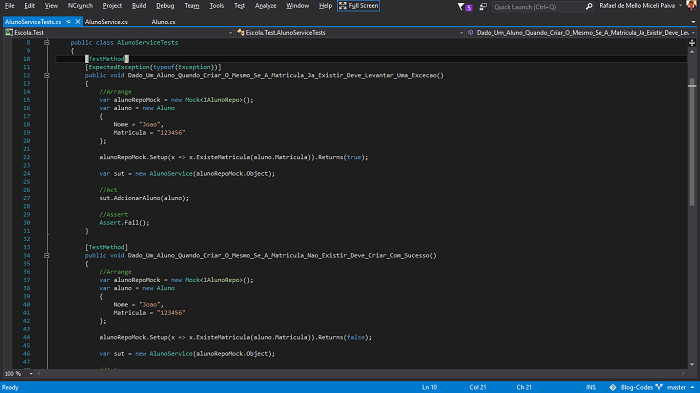 File Edit View NCrunch Project Build Debug Team Tools Test Analyze Window Help Full Screen 5 Quick Launch (Ctrl+Q) Rafael de Mello Miceli Paiva
AlunoServiceTests.cs AlunoService.cs Aluno.cs
Escola.Test Escola.Test.AlunoServiceTests Dado_Um_Aluno_Quando_Criar_O_Mesmo_Se_A_Matricula_Ja_Existir_Deve_Lev
8 public class AlunoServiceTests
9 {
10 [TestMethod]
11 [ExpectedException(typeof(Exception))]
12 public void Dado_Um_Aluno_Quando_Criar_O_Mesmo_Se_A_Matricula_Ja_Existir_Deve_Levantar_Uma_Excecao()
13 {
14 //Arrange
15 var alunoRepoMock = new Mock<IAlunoRepo>();
16 var aluno = new Aluno
17 {
18 Nome = "Joao",
19 Matricula = "123456"
20 };
21
22 alunoRepoMock.Setup(x => x.ExisteMatricula(aluno.Matricula)).Returns(true);
23
24 var sut = new AlunoService(alunoRepoMock.Object);
25
26 //Act
27 sut.AdcionarAluno(aluno);
28
29 //Assert
30 Assert.Fail();
31 }
32
33 [TestMethod]
34 public void Dado_Um_Aluno_Quando_Criar_O_Mesmo_Se_A_Matricula_Nao_Existir_Deve_Criar_Com_Sucesso()
35 {
36 //Arrange
37 var alunoRepoMock = new Mock<IAlunoRepo>();
38 var aluno = new Aluno
39 {
40 Nome = "Joao",
41 Matricula = "123456"
42 };
43
44 alunoRepoMock.Setup(x => x.ExisteMatricula(aluno.Matricula)).Returns(false);
45
46 var sut = new AlunoService(alunoRepoMock.Object);
100 %
Ready Ln 10 Col 21 Ch 21 INS Blog-Codes master